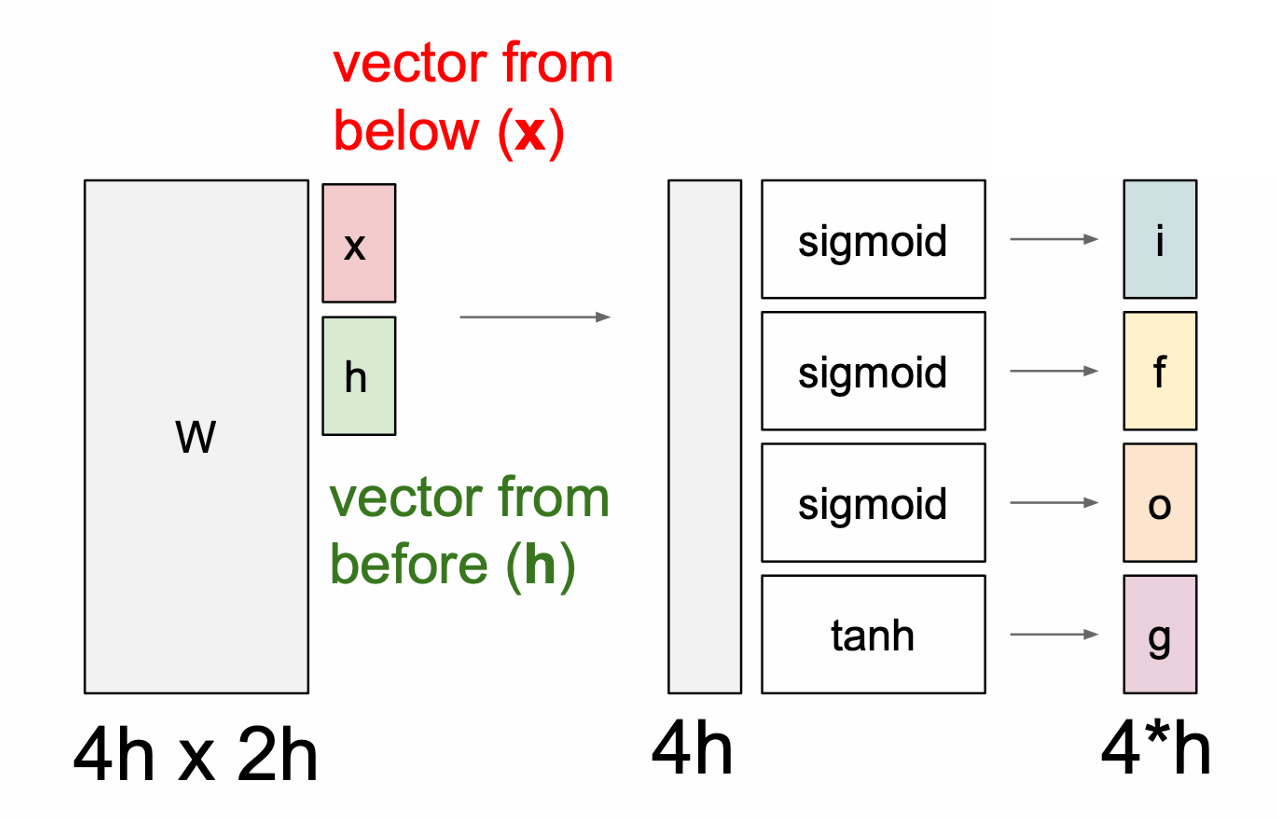 vector from
below (x)
x
h
W
vector from
before (h)
4h x 2h
sigmoid
sigmoid
sigmoid
tanh
4h
i
f
o
g
4*h